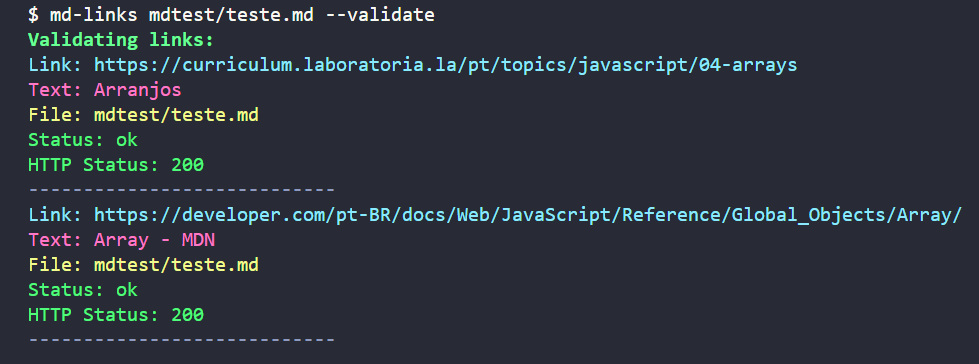 $ md-links mdtest/teste.md --validate
Validating links:
Link: https://curriculum.laboratoria.la/pt/topics/javascript/04-arrays
Text: Arranjos
File: mdtest/teste.md
Status: ok
HTTP Status: 200
----------------------------
Link: https://developer.com/pt-BR/docs/Web/JavaScript/Reference/Global_Objects/Array/
Text: Array - MDN
File: mdtest/teste.md
Status: ok
HTTP Status: 200
----------------------------